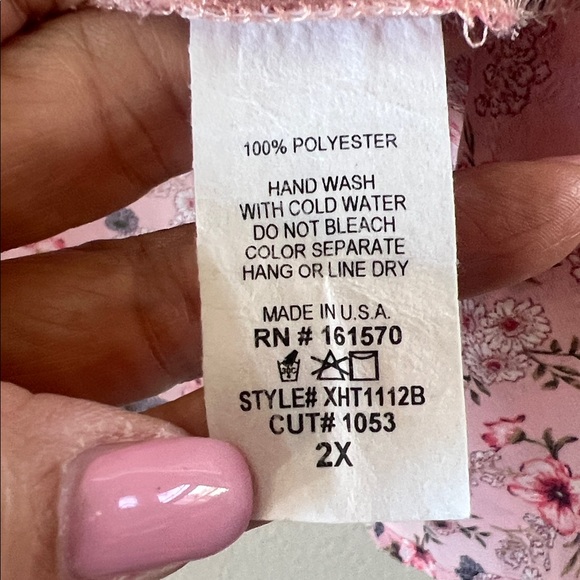 100% POLYESTER
HAND WASH
WITH COLD WATER
DO NOT BLEACH
COLOR SEPARATE
HANG OR LINE DRY
MADE IN U.S.A.
RN # 161570
STYLE# XHT1112B
CUT# 1053
2X